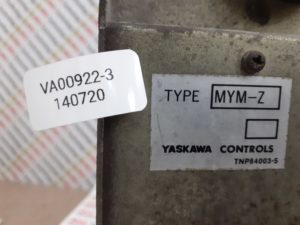 VA00922-3
140720
TYPE MYM-Z
YASKAWA CONTROLS
TNP84003-5